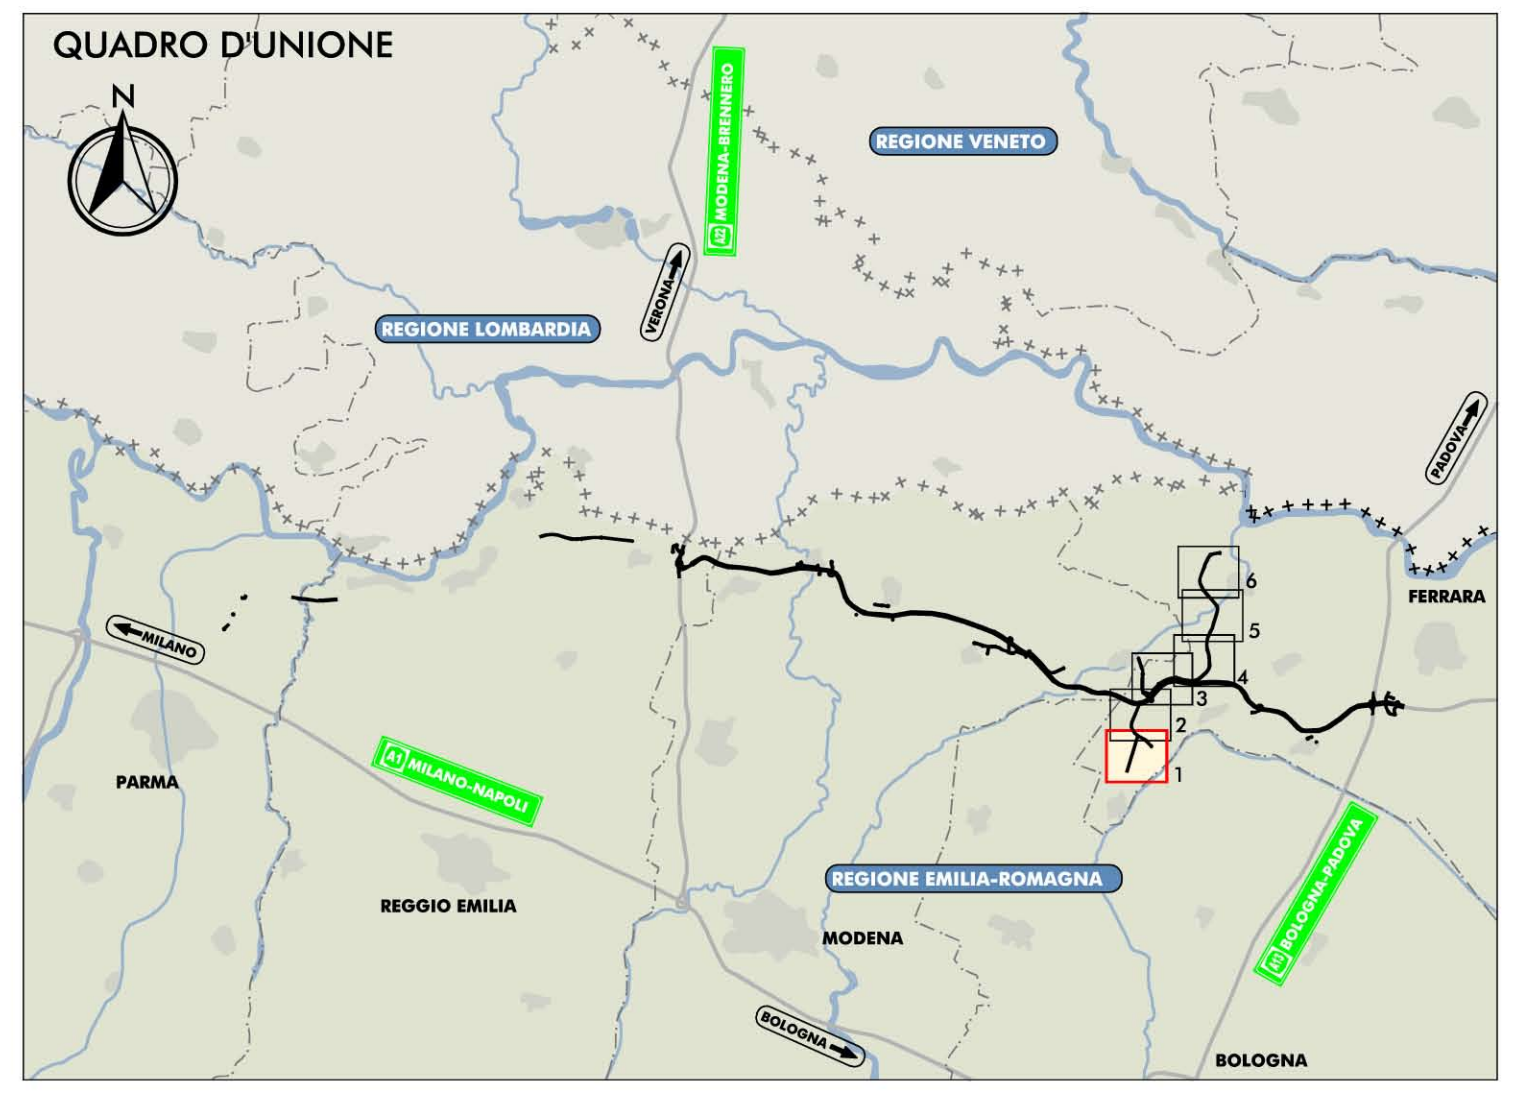 QUADRO D'UNIONE
N
A22 MODENA-BRENNERO
REGIONE VENETO
VERONA
REGIONE LOMBARDIA
PADOVA
FERRARA
MILANO
6
5
4
3
2
1
PARMA
A1 MILANO-NAPOLI
REGGIO EMILIA
REGIONE EMILIA-ROMAGNA
MODENA
A13 BOLOGNA-PADOVA
BOLOGNA
BOLOGNA